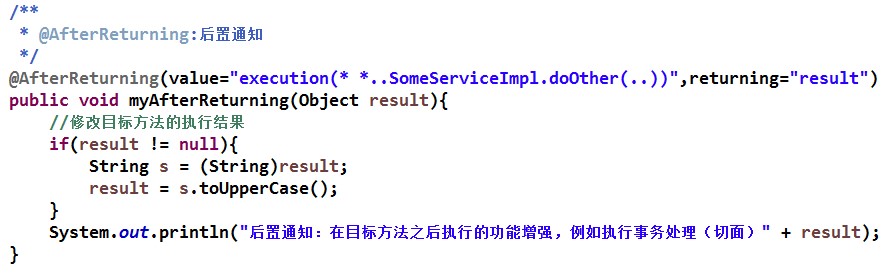 /**
 * @AfterReturning:后置通知
 */
@AfterReturning(value="execution(* *..SomeServiceImpl.doOther(..))",returning="result")
public void myAfterReturning(Object result){
    //修改目标方法的执行结果
    if(result != null){
        String s = (String)result;
        result = s.toUpperCase();
    }
    System.out.println("后置通知：在目标方法之后执行的功能增强，例如执行事务处理（切面）" + result);
}